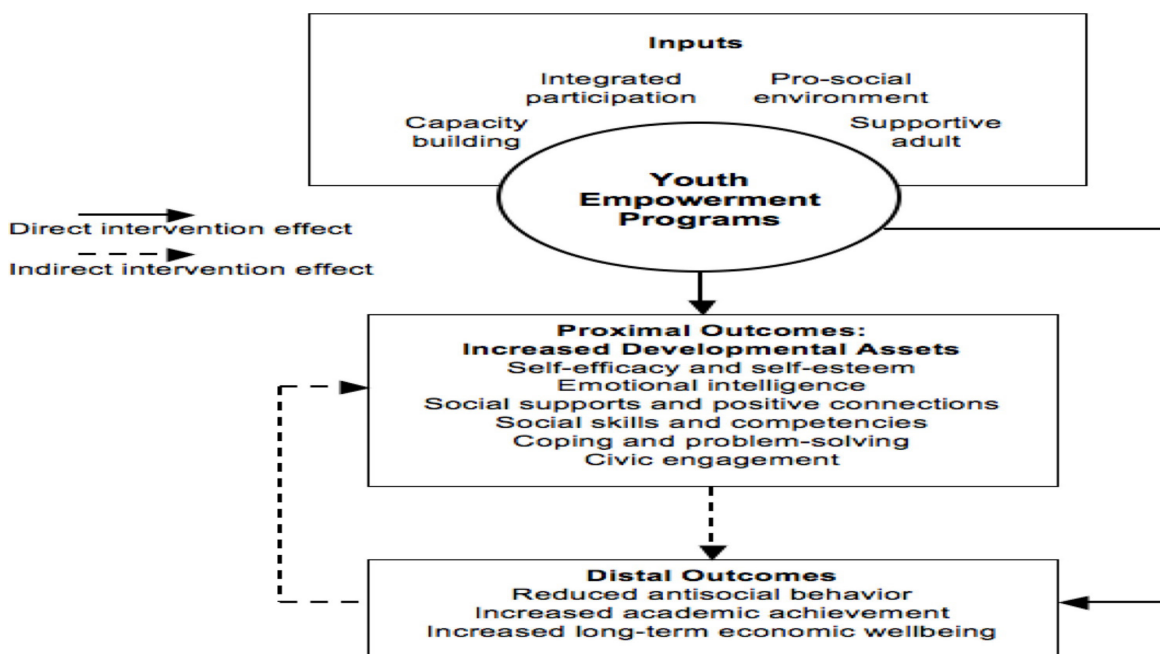 Inputs
Integrated
participation
Pro-social
environment
Capacity
building
Supportive
adult
Youth
Empowerment
Programs
Direct intervention effect
Indirect intervention effect
Proximal Outcomes:
Increased Developmental Assets
Self-efficacy and self-esteem
Emotional intelligence
Social supports and positive connections
Social skills and competencies
Coping and problem-solving
Civic engagement
Distal Outcomes
Reduced antisocial behavior
Increased academic achievement
Increased long-term economic wellbeing